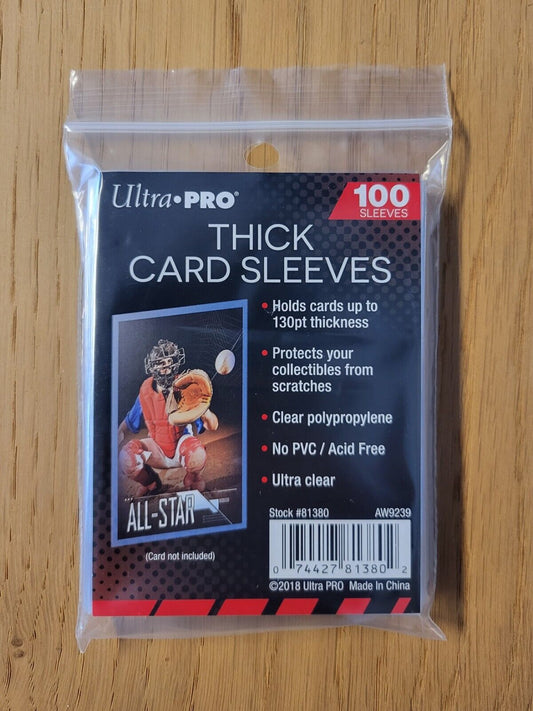 Ultra•PRO®
100
SLEEVES
THICK
CARD SLEEVES
• Holds cards up to
130pt thickness
• Protects your
collectibles from
scratches
• Clear polypropylene
• No PVC / Acid Free
• Ultra clear
ALL-STAR
(Card not included)
Stock #81380 AW9239
0 74427 81380 2
©2018 Ultra PRO Made In China